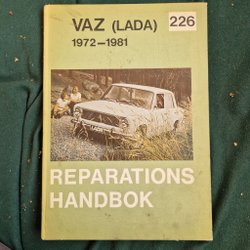 VAZ (LADA)
226
1972–1981
REPARATIONS
HANDBOK